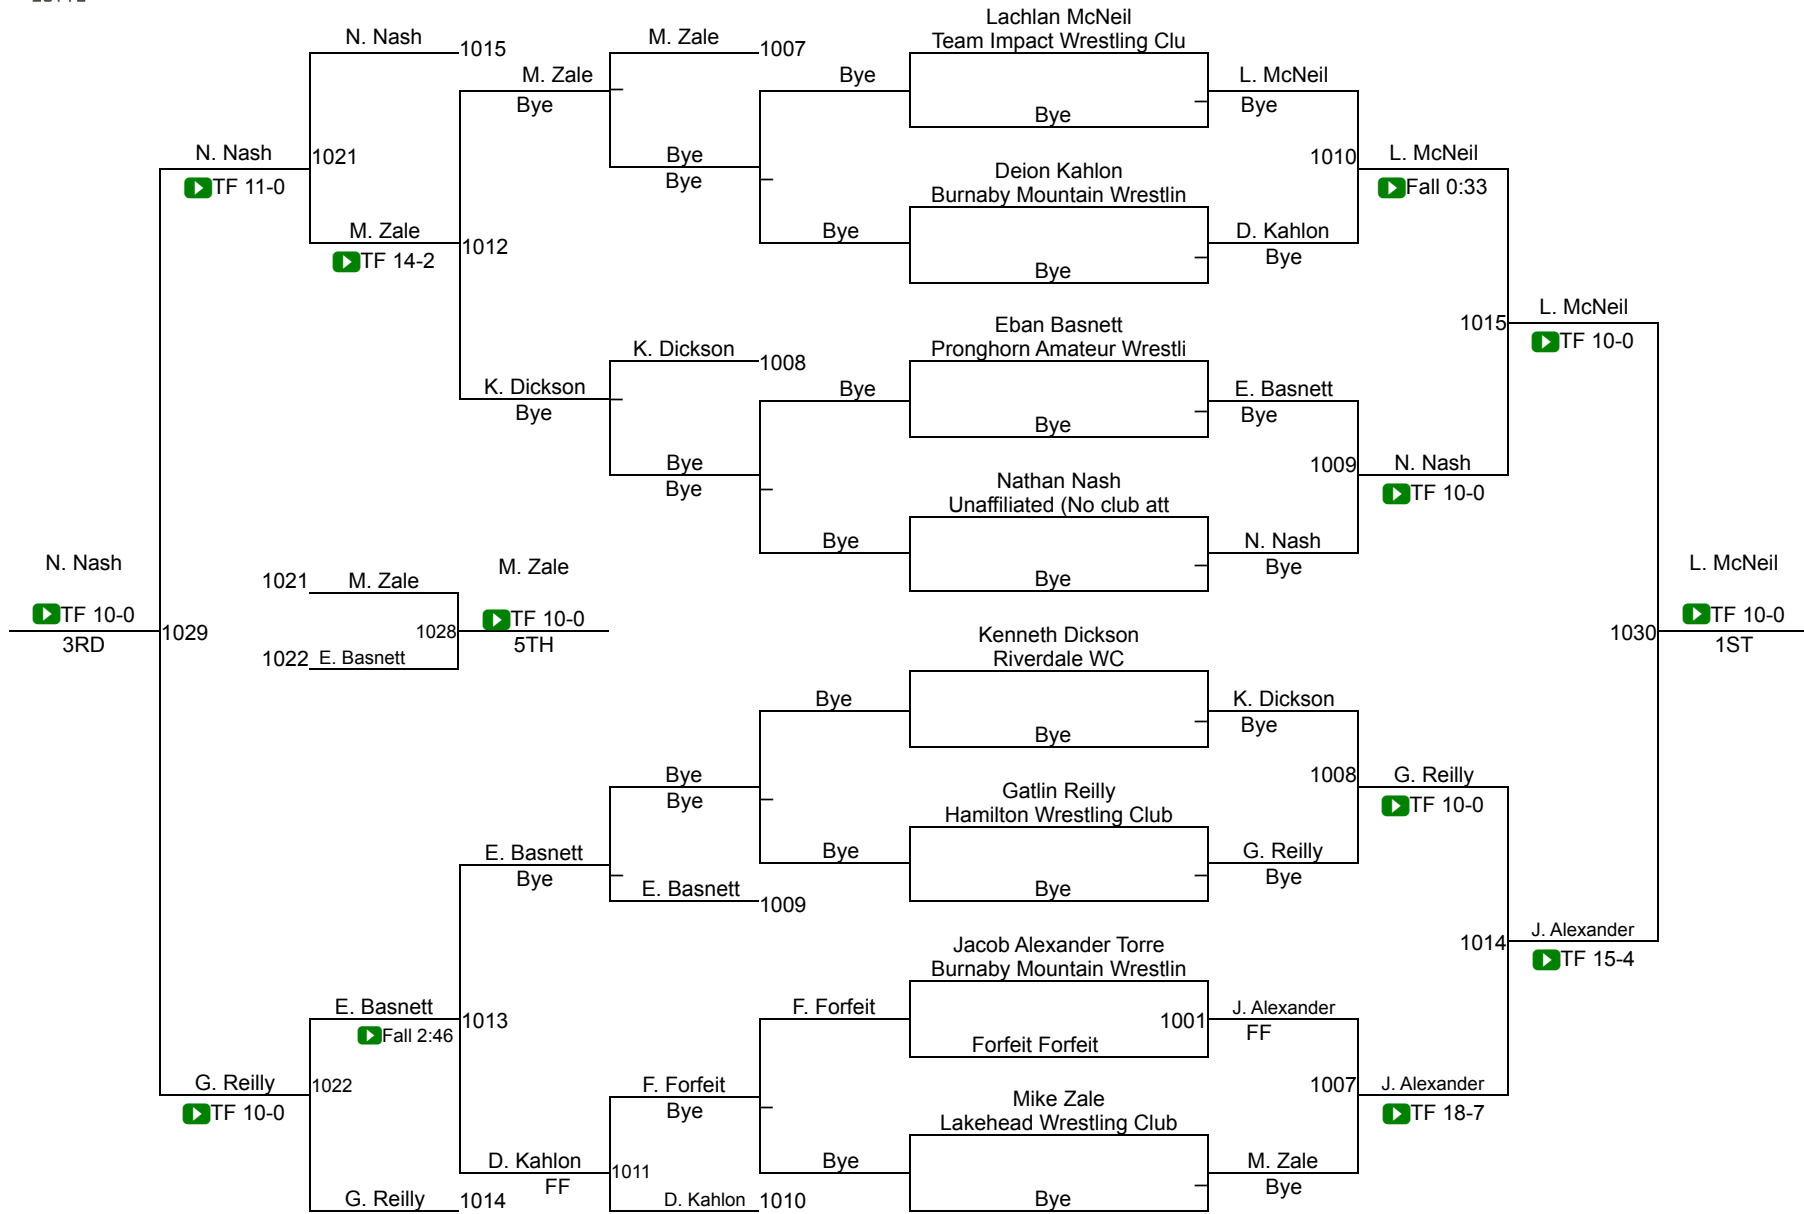 N. Nash
1015
M. Zale
1007
Lachlan McNeil
Team Impact Wrestling Clu
M. Zale
Bye
Bye
Bye
L. McNeil
Bye
N. Nash
TF 11-0
1021
Bye
Bye
Deion Kahlon
Burnaby Mountain Wrestlin
1010
L. McNeil
Fall 0:33
M. Zale
TF 14-2
1012
Bye
Bye
D. Kahlon
Bye
K. Dickson
1008
Eban Basnett
Pronghorn Amateur Wrestli
1015
L. McNeil
TF 10-0
K. Dickson
Bye
Bye
Bye
E. Basnett
Bye
Bye
Bye
Nathan Nash
Unaffiliated (No club att
1009
N. Nash
TF 10-0
Bye
Bye
N. Nash
Bye
N. Nash
TF 10-0
3RD
1029
1021
M. Zale
1022
E. Basnett
1028
M. Zale
TF 10-0
5TH
Kenneth Dickson
Riverdale WC
1030
L. McNeil
TF 10-0
1ST
Bye
Bye
K. Dickson
Bye
Bye
Bye
Gatlin Reilly
Hamilton Wrestling Club
1008
G. Reilly
TF 10-0
E. Basnett
Bye
Bye
Bye
G. Reilly
Bye
E. Basnett
1009
Jacob Alexander Torre
Burnaby Mountain Wrestlin
1014
J. Alexander
TF 15-4
E. Basnett
Fall 2:46
1013
F. Forfeit
1001
Forfeit Forfeit
J. Alexander
FF
G. Reilly
TF 10-0
1022
F. Forfeit
Bye
Mike Zale
Lakehead Wrestling Club
1007
J. Alexander
TF 18-7
D. Kahlon
FF
1011
Bye
Bye
M. Zale
Bye
G. Reilly
1014
D. Kahlon
1010